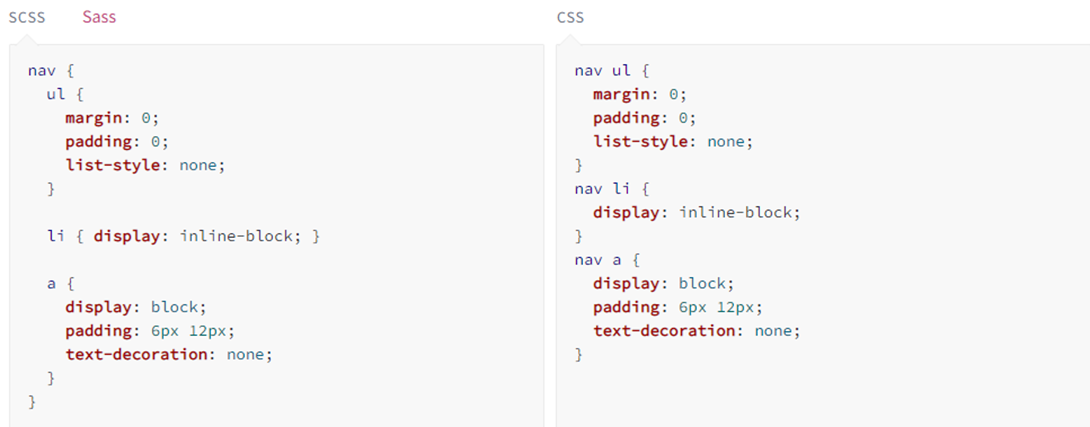 SCSS Sass
nav {
  ul {
    margin: 0;
    padding: 0;
    list-style: none;
  }

  li { display: inline-block; }

  a {
    display: block;
    padding: 6px 12px;
    text-decoration: none;
  }
}
CSS
nav ul {
  margin: 0;
  padding: 0;
  list-style: none;
}
nav li {
  display: inline-block;
}
nav a {
  display: block;
  padding: 6px 12px;
  text-decoration: none;
}